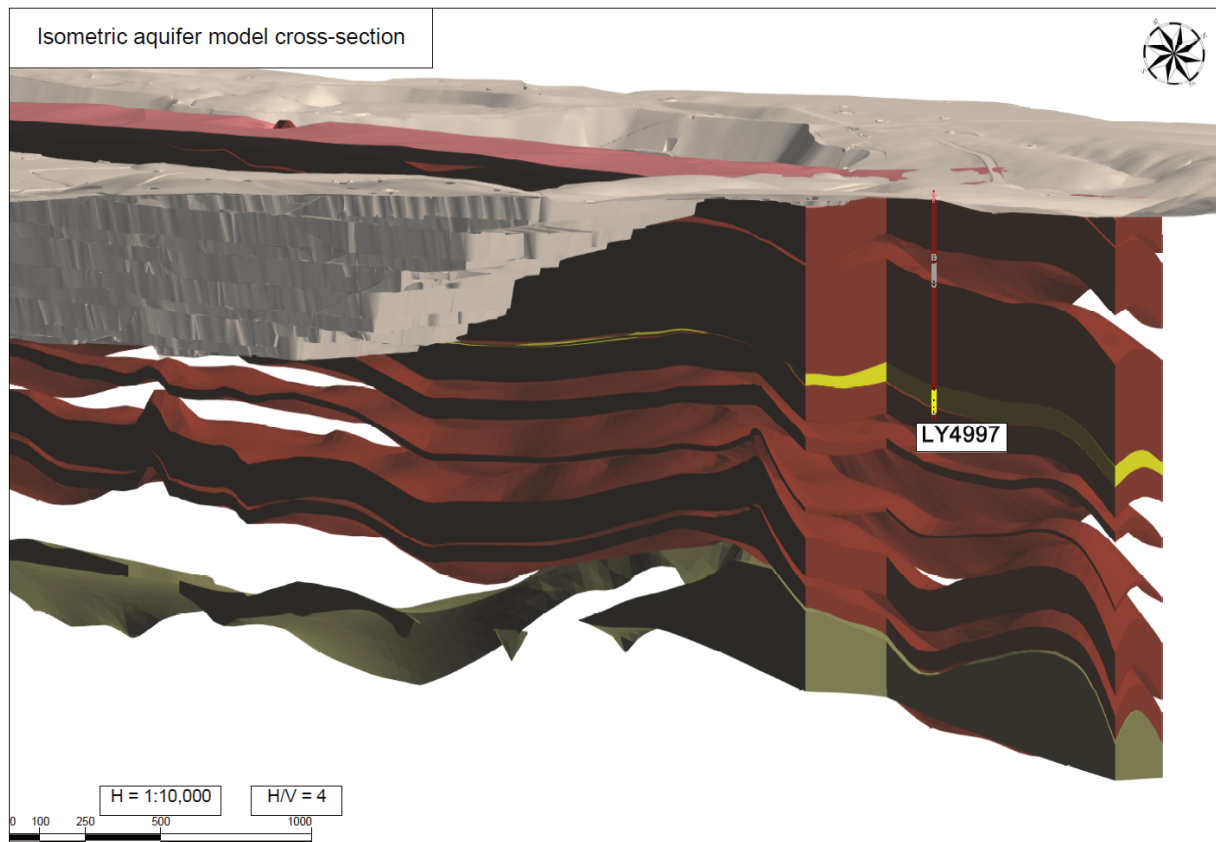 Isometric aquifer model cross-section
LY4997
H = 1:10,000
H/V = 4
0 100 250 500 1000